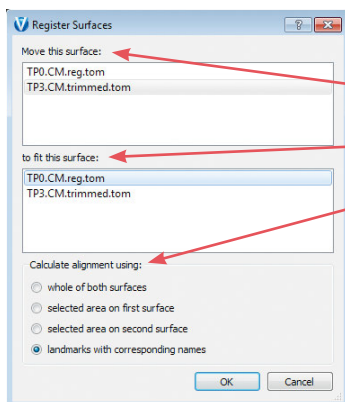 Register Surfaces
Move this surface:
TP0.CM.reg.tom
TP3.CM.trimmed.tom
to fit this surface:
TP0.CM.reg.tom
TP3.CM.trimmed.tom
Calculate alignment using:
whole of both surfaces
selected area on first surface
selected area on second surface
landmarks with corresponding names
OK Cancel